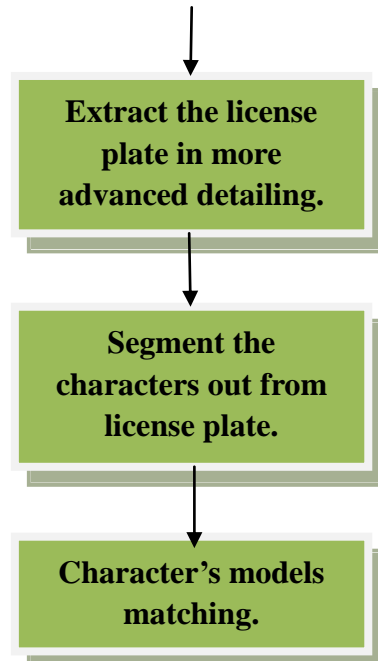 Extract the license
plate in more
advanced detailing.
Segment the
characters out from
license plate.
Character’s models
matching.